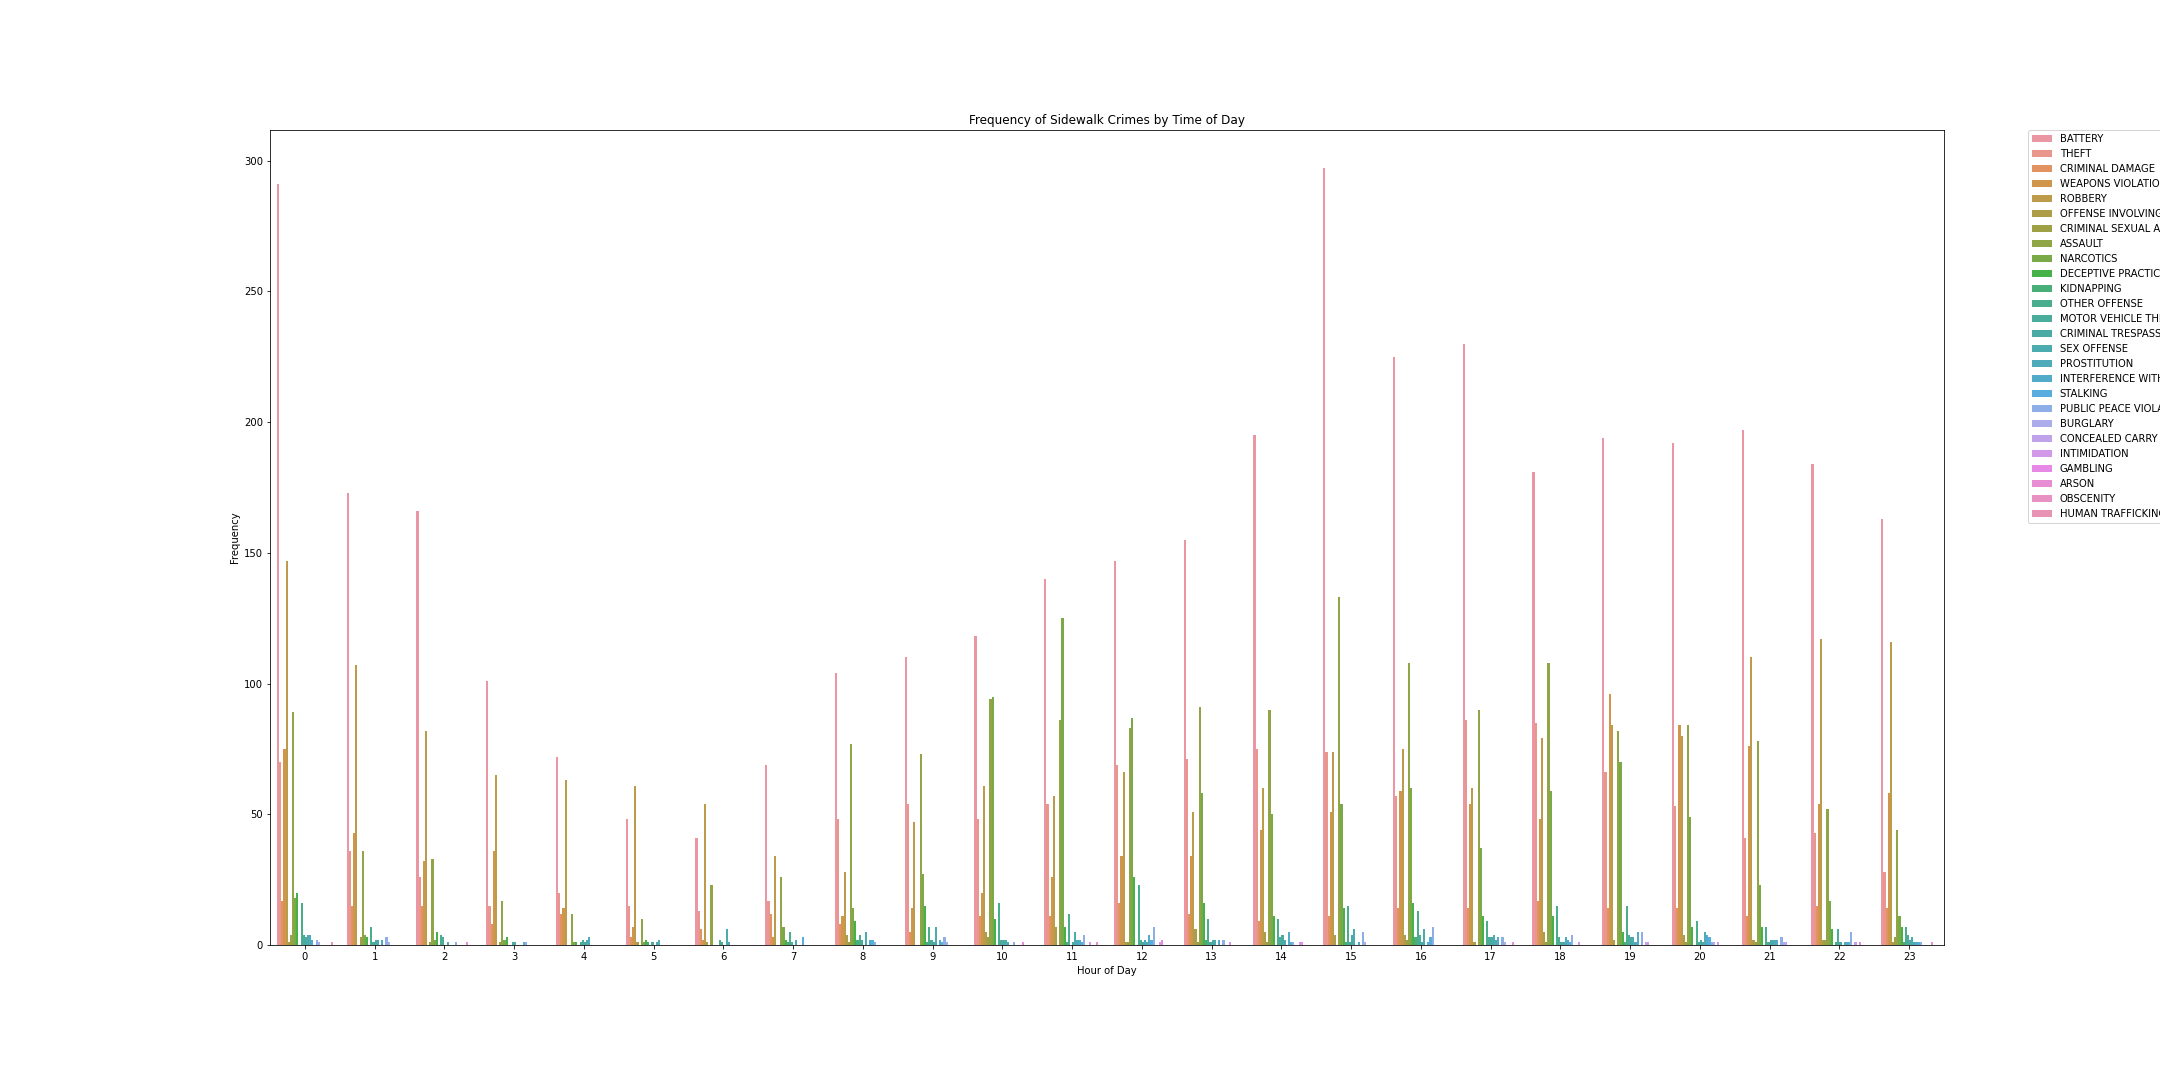 Frequency of Sidewalk Crimes by Time of Day
300
250
200
150
100
50
0
Frequency
0 1 2 3 4 5 6 7 8 9 10 11 12 13 14 15 16 17 18 19 20 21 22 23
Hour of Day
BATTERY
THEFT
CRIMINAL DAMAGE
WEAPONS VIOLATIO
ROBBERY
OFFENSE INVOLVING
CRIMINAL SEXUAL A
ASSAULT
NARCOTICS
DECEPTIVE PRACTIC
KIDNAPPING
OTHER OFFENSE
MOTOR VEHICLE TH
CRIMINAL TRESPASS
SEX OFFENSE
PROSTITUTION
INTERFERENCE WITH
STALKING
PUBLIC PEACE VIOLA
BURGLARY
CONCEALED CARRY
INTIMIDATION
GAMBLING
ARSON
OBSCENITY
HUMAN TRAFFICKING